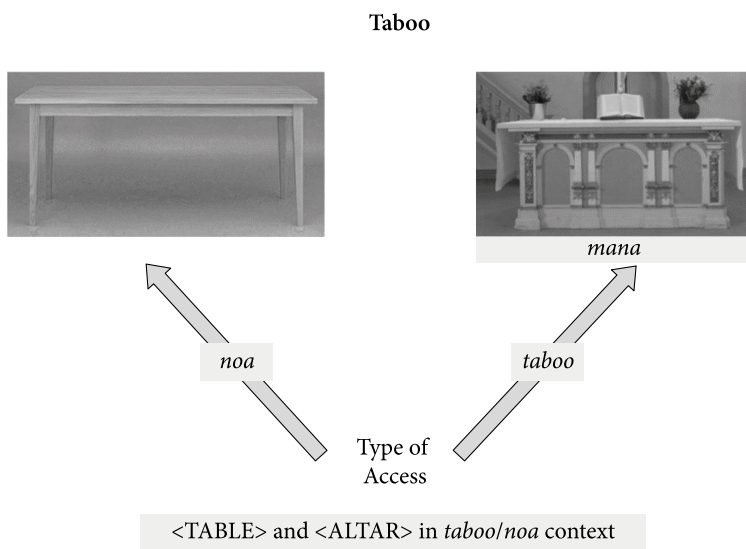 Taboo
mana
noa
taboo
Type of
Access
<TABLE> and <ALTAR> in taboo/noa context